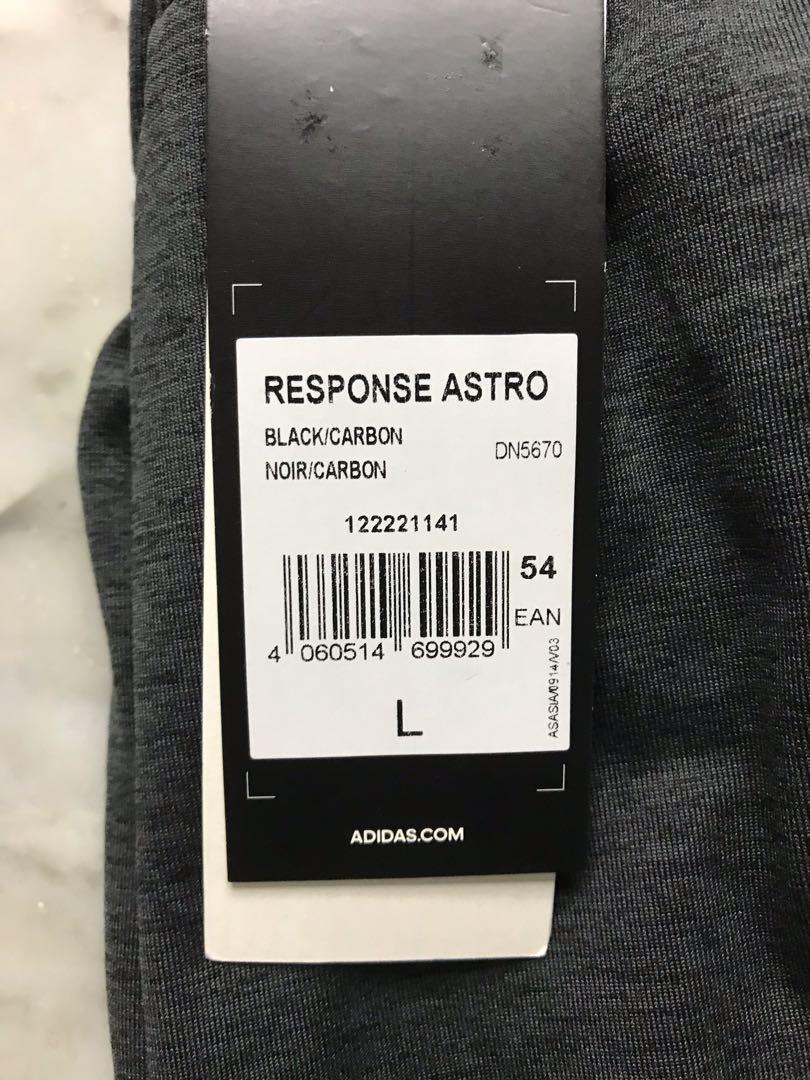 RESPONSE ASTRO
BLACK/CARBON
DN5670
NOIR/CARBON
122221141
54
EAN
4 060514 699929
ASASIA/0914/V03
L
ADIDAS.COM